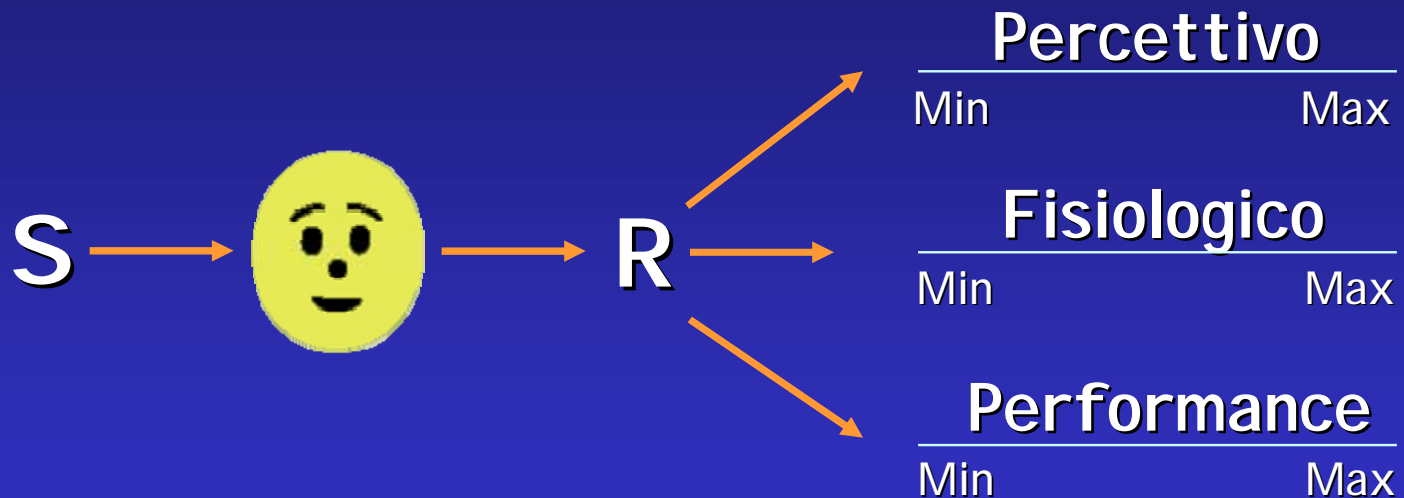 Percettivo
Min Max
S R
Fisiologico
Min Max
Performance
Min Max